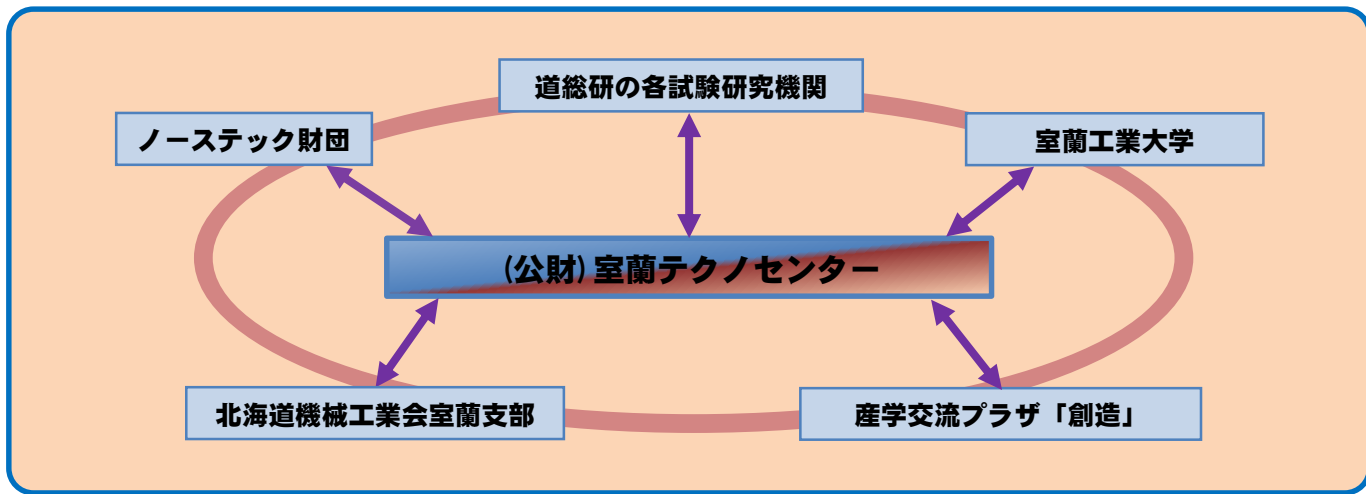 道総研の各試験研究機関
ノーステック財団
室蘭工業大学
(公財)室蘭テクノセンター
北海道機械工業会室蘭支部
産学交流プラザ「創造」